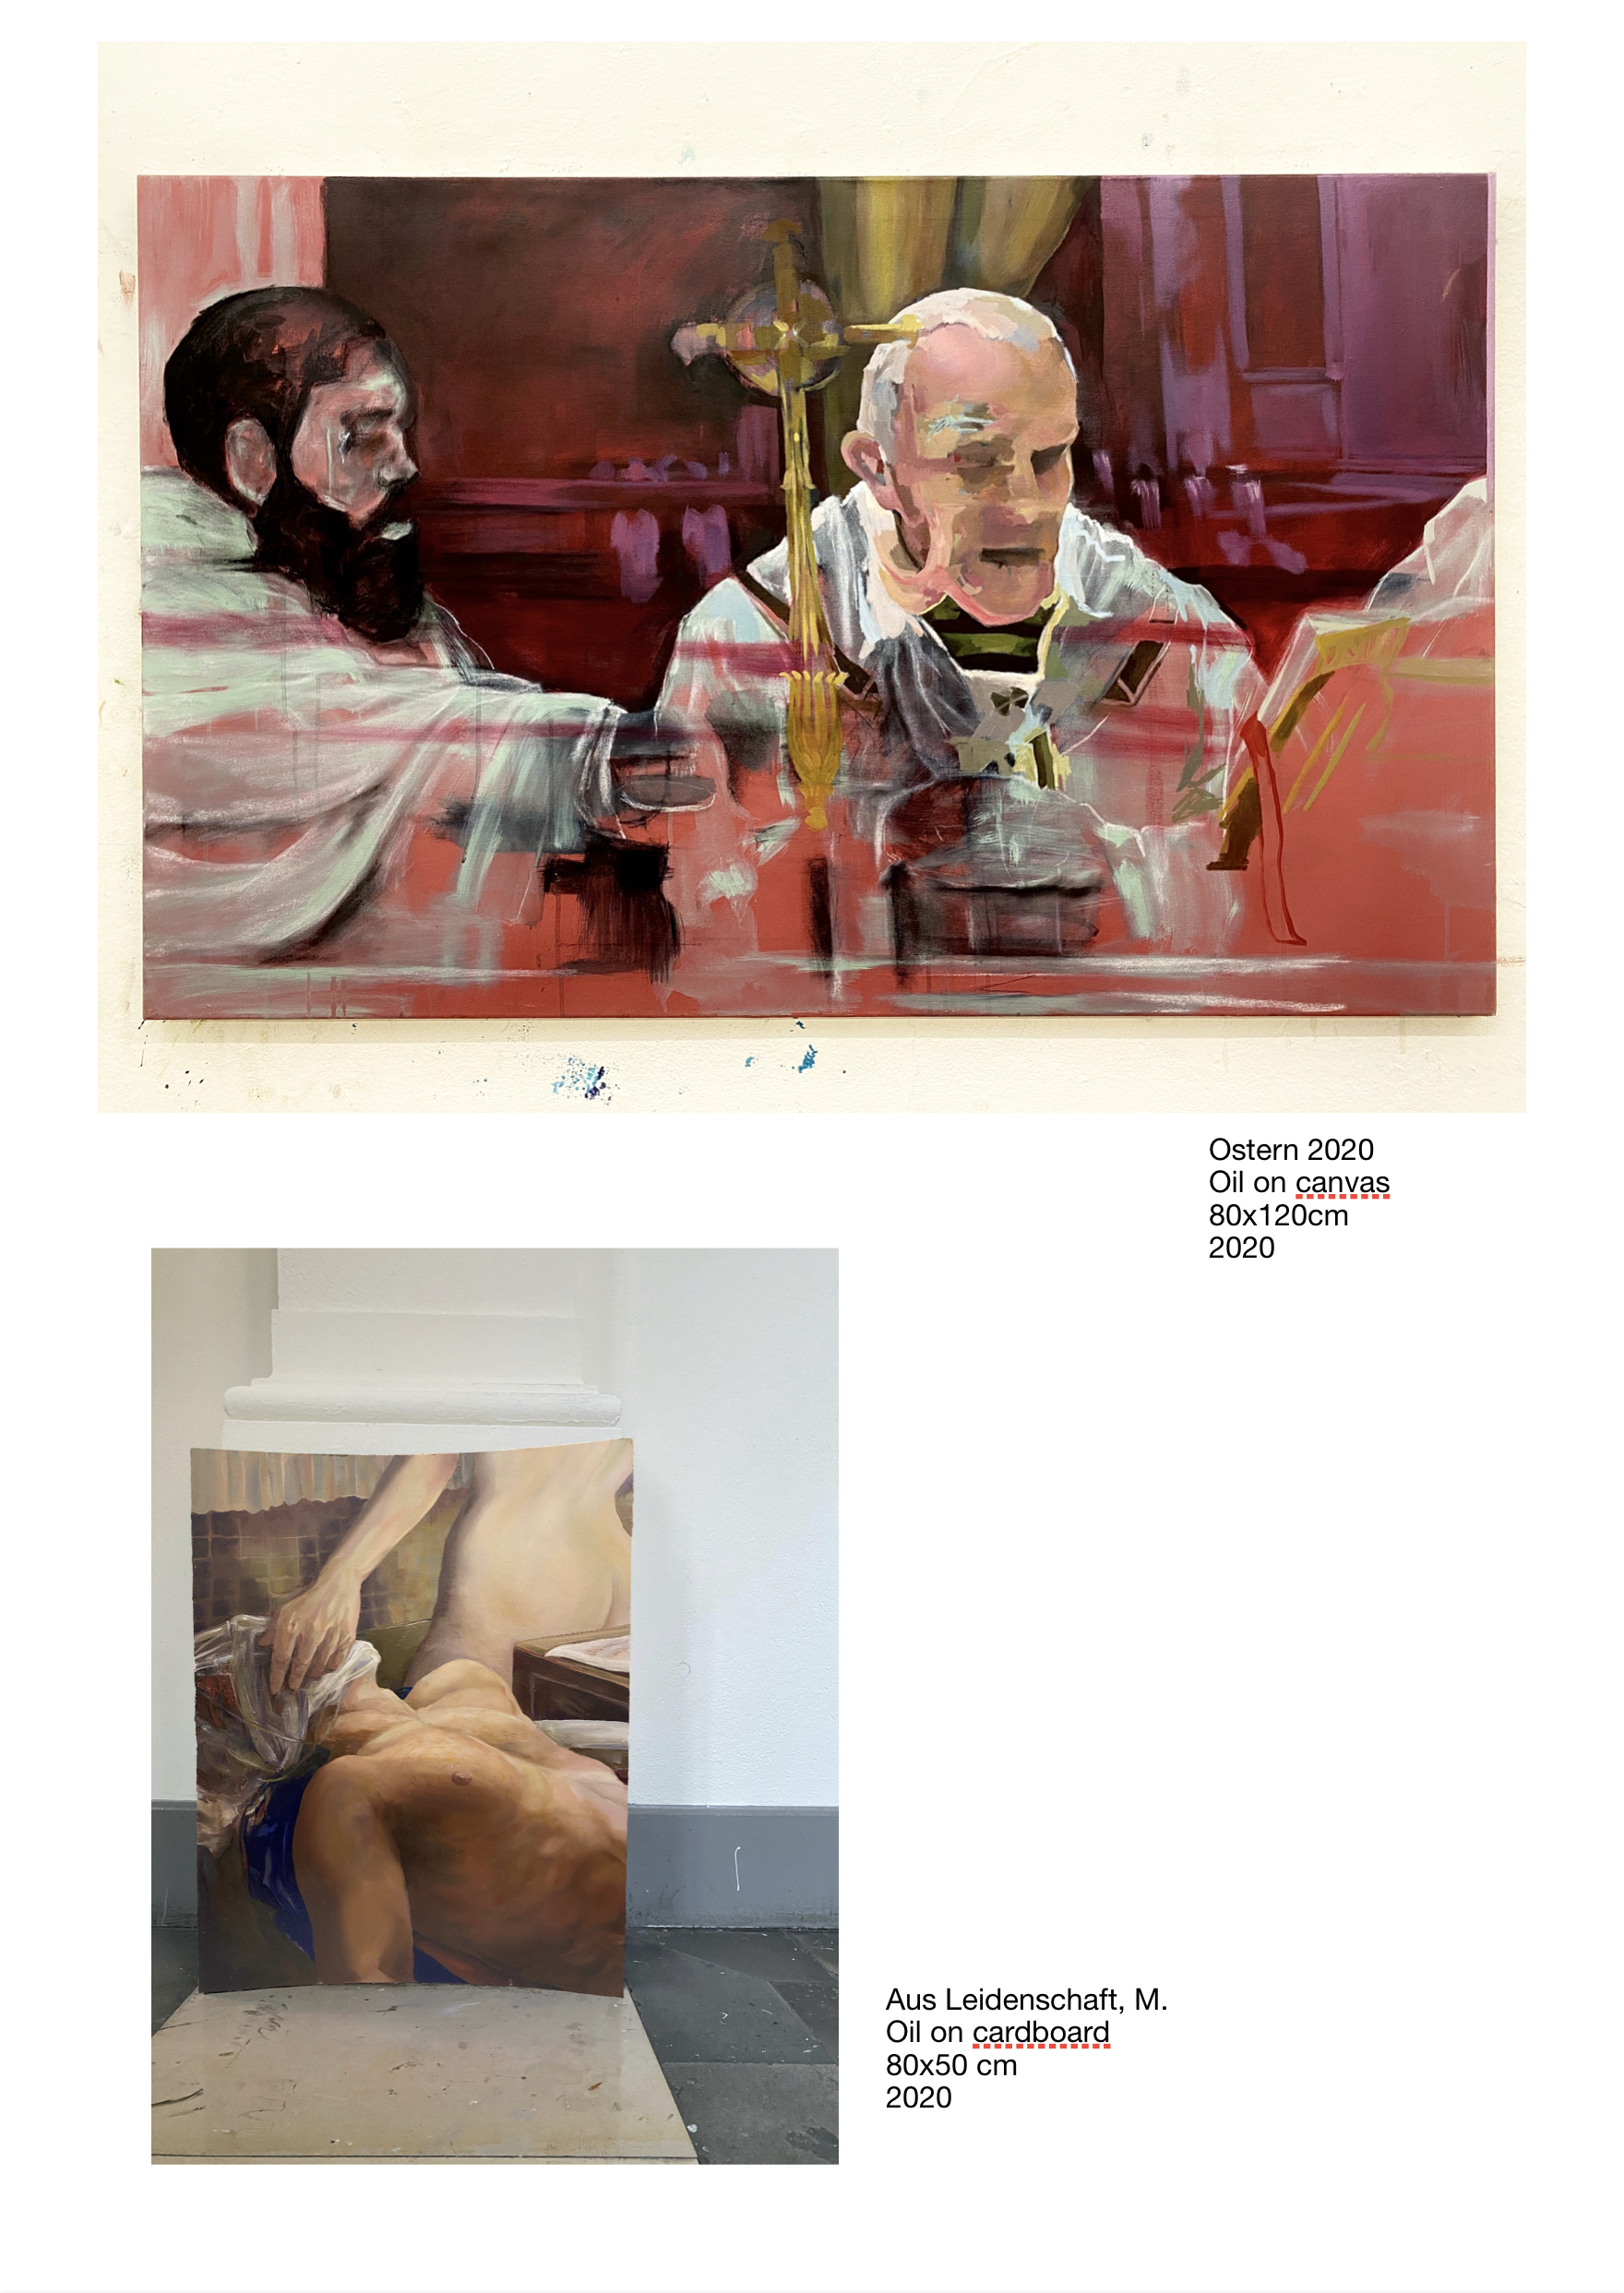 Ostern 2020
Oil on canvas
80x120cm
2020
Aus Leidenschaft, M.
Oil on cardboard
80x50 cm
2020